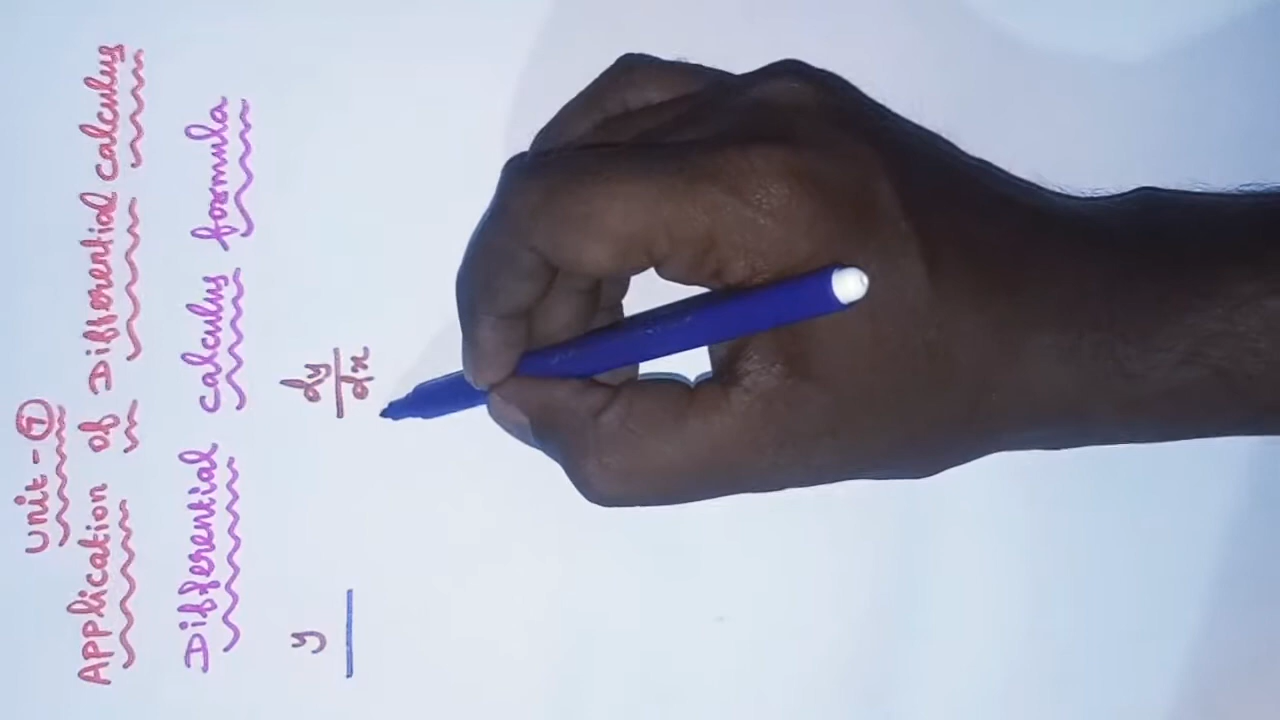 Unit - 7
Application of Differential calculus
Differential calculus formula
y dy/dx